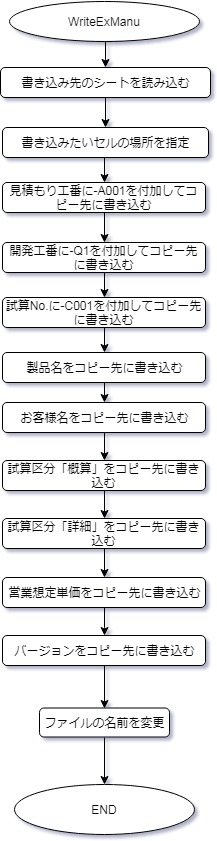 WriteExManu
書き込み先のシートを読み込む
書き込みたいセルの場所を指定
見積もり工番に-A001を付加してコ
ピー先に書き込む
開発工番に-Q1を付加してコピー先
に書き込む
試算No.に-C001を付加してコピー先
に書き込む
製品名をコピー先に書き込む
お客様名をコピー先に書き込む
試算区分「概算」をコピー先に書き
込む
試算区分「詳細」をコピー先に書き
込む
営業想定単価をコピー先に書き込む
バージョンをコピー先に書き込む
ファイルの名前を変更
END